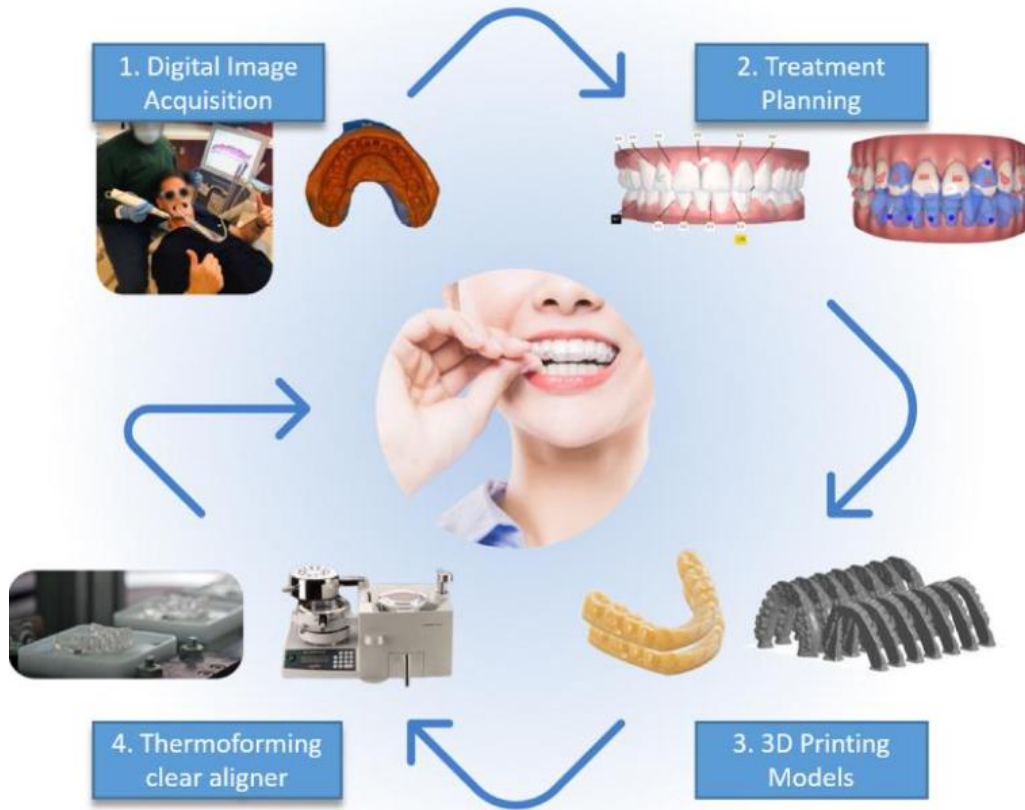 1. Digital Image
Acquisition
2. Treatment
Planning
4. Thermoforming
clear aligner
3. 3D Printing
Models